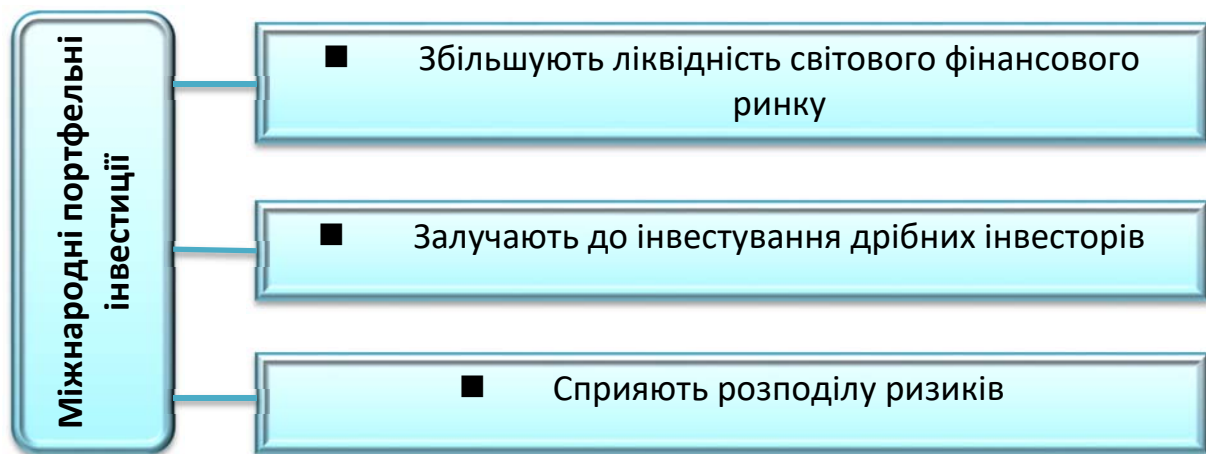 Міжнародні портфельні
інвестиції
■ Збільшують ліквідність світового фінансового
ринку
■ Залучають до інвестування дрібних інвесторів
■ Сприяють розподілу ризиків